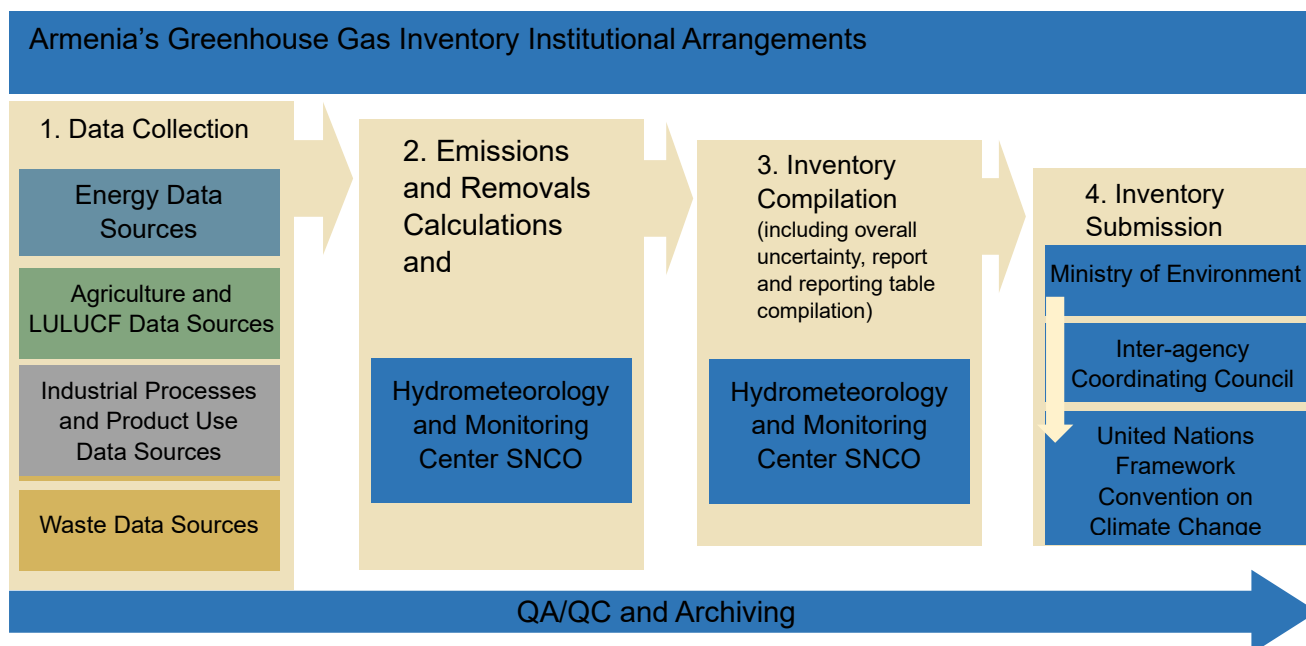 Armenia's Greenhouse Gas Inventory Institutional Arrangements
1. Data Collection
Energy Data
Sources
Agriculture and
LULUCF Data Sources
Industrial Processes
and Product Use
Data Sources
Waste Data Sources
2. Emissions
and Removals
Calculations
and
Hydrometeorology
and Monitoring
Center SNCO
3. Inventory
Compilation
(including overall
uncertainty, report
and reporting table
compilation)
Hydrometeorology
and Monitoring
Center SNCO
4. Inventory
Submission
Ministry of Environment
Inter-agency
Coordinating Council
United Nations
Framework
Convention on
Climate Change
QA/QC and Archiving